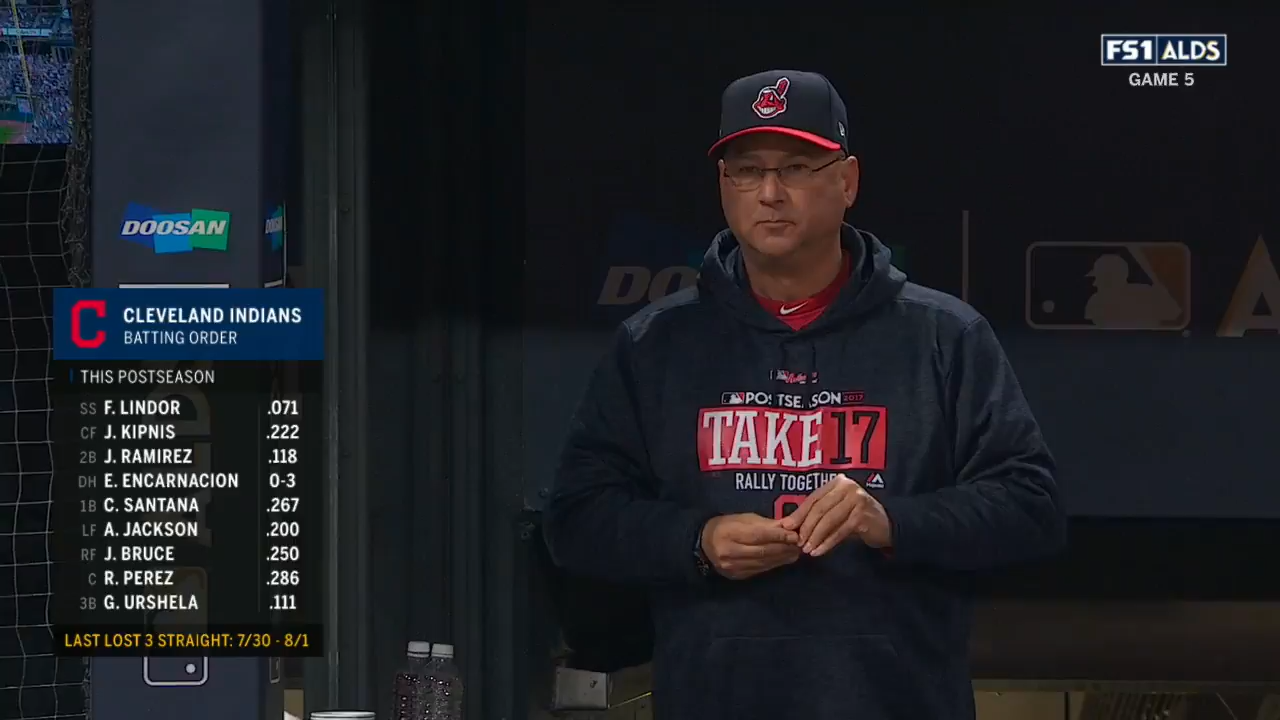 FS1 ALDS
GAME 5
DOOSAN
CLEVELAND INDIANS
BATTING ORDER
THIS POSTSEASON
SS F. LINDOR .071
CF J. KIPNIS .222
2B J. RAMIREZ .118
DH E. ENCARNACION 0-3
1B C. SANTANA .267
LF A. JACKSON .200
RF J. BRUCE .250
C R. PEREZ .286
3B G. URSHELA .111
LAST LOST 3 STRAIGHT: 7/30 - 8/1
POSTSEASON 2017
TAKE 17
RALLY
C
DO
A